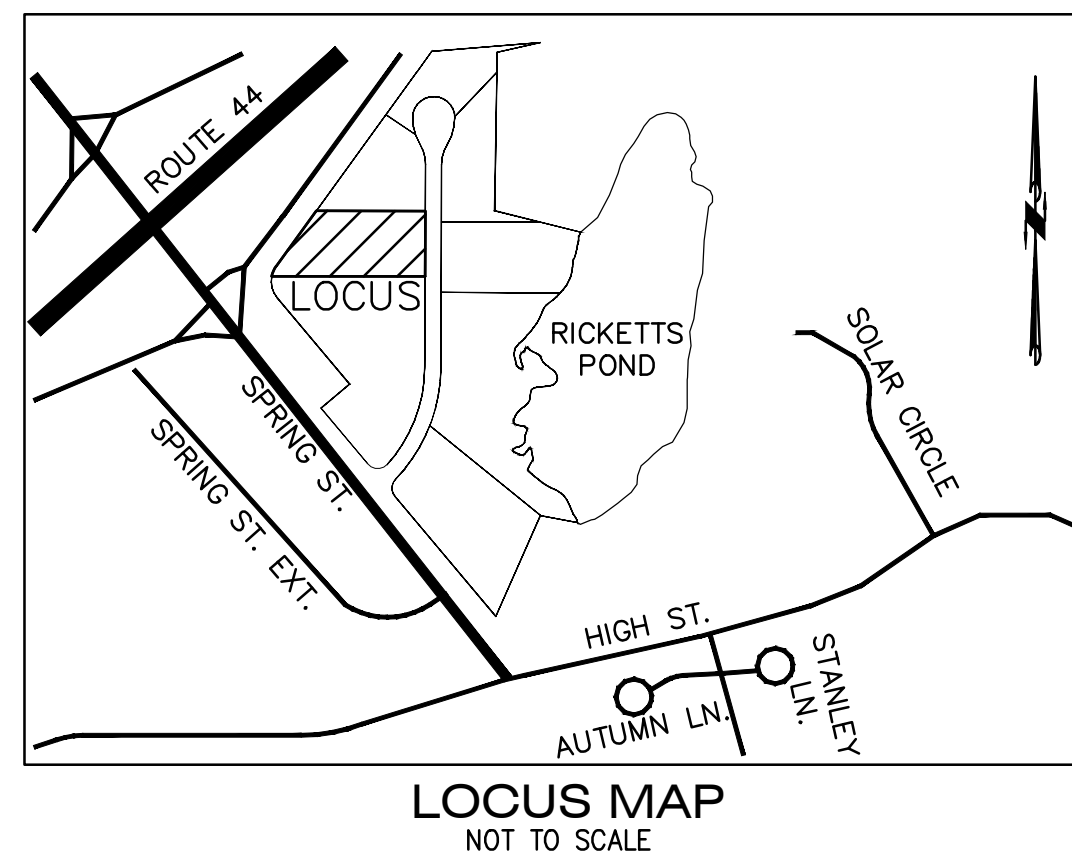 ROUTE 44
LOCUS
RICKETTS
POND
SOLAR CIRCLE
SPRING ST.
SPRING ST. EXT.
HIGH ST.
STANLEY
LN.
AUTUMN LN.
LOCUS MAP
NOT TO SCALE